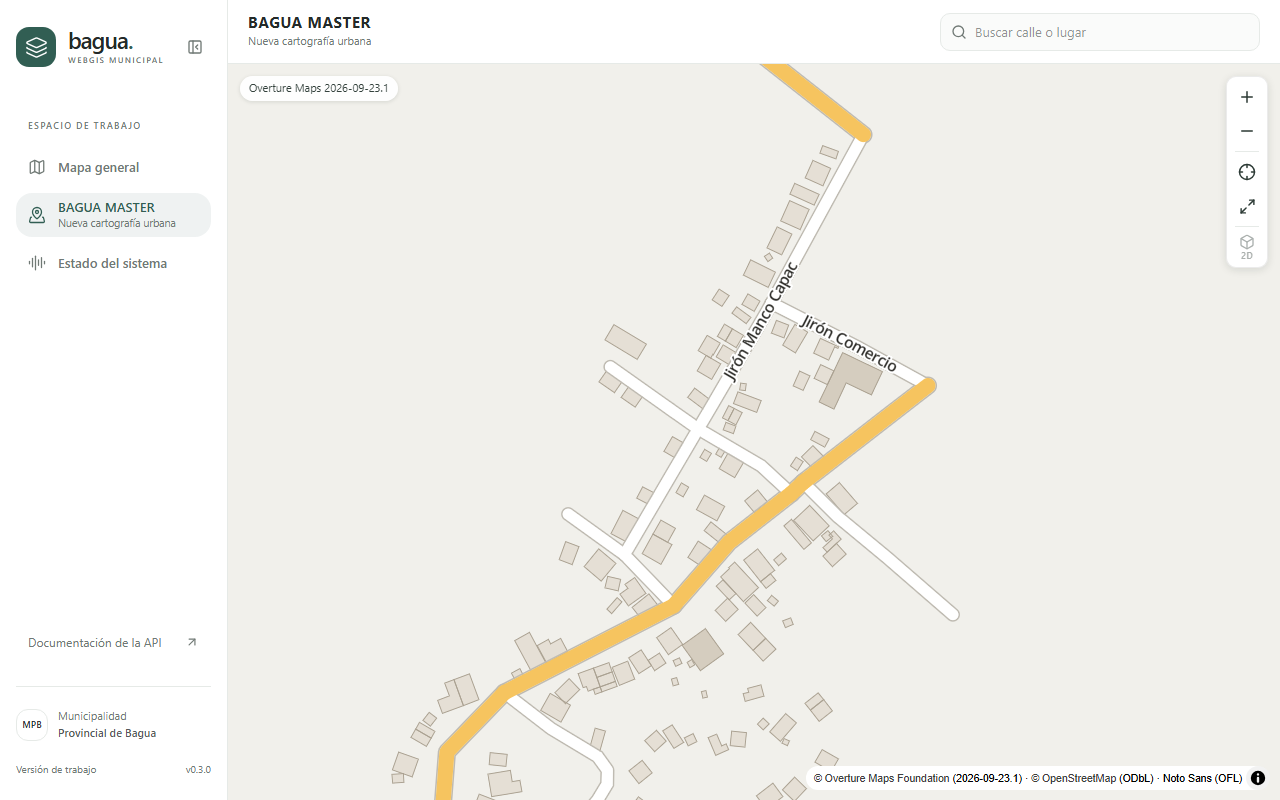 bagua.
WEBGIS MUNICIPAL
ESPACIO DE TRABAJO
Mapa general
BAGUA MASTER
Nueva cartografía urbana
Estado del sistema
Documentación de la API
MPB
Municipalidad
Provincial de Bagua
Versión de trabajo
v0.3.0
BAGUA MASTER
Nueva cartografía urbana
Buscar calle o lugar
Overture Maps 2026-09-23.1
2D
Jirón Manco Capac
Jirón Comercio
© Overture Maps Foundation (2026-09-23.1) · © OpenStreetMap (ODbL) · Noto Sans (OFL)